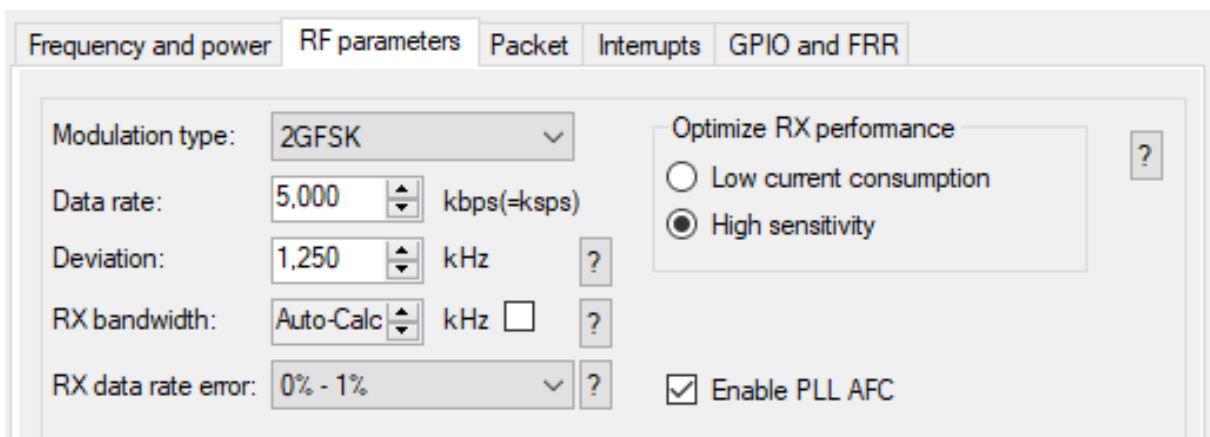 Frequency and power RF parameters Packet Interrupts GPIO and FRR
Modulation type: 2GFSK
Optimize RX performance
?
Low current consumption
Data rate: 5,000 kbps(=ksps)
High sensitivity
Deviation: 1,250 kHz ?
RX bandwidth: Auto-Calc kHz ?
RX data rate error: 0% - 1% ?
Enable PLL AFC